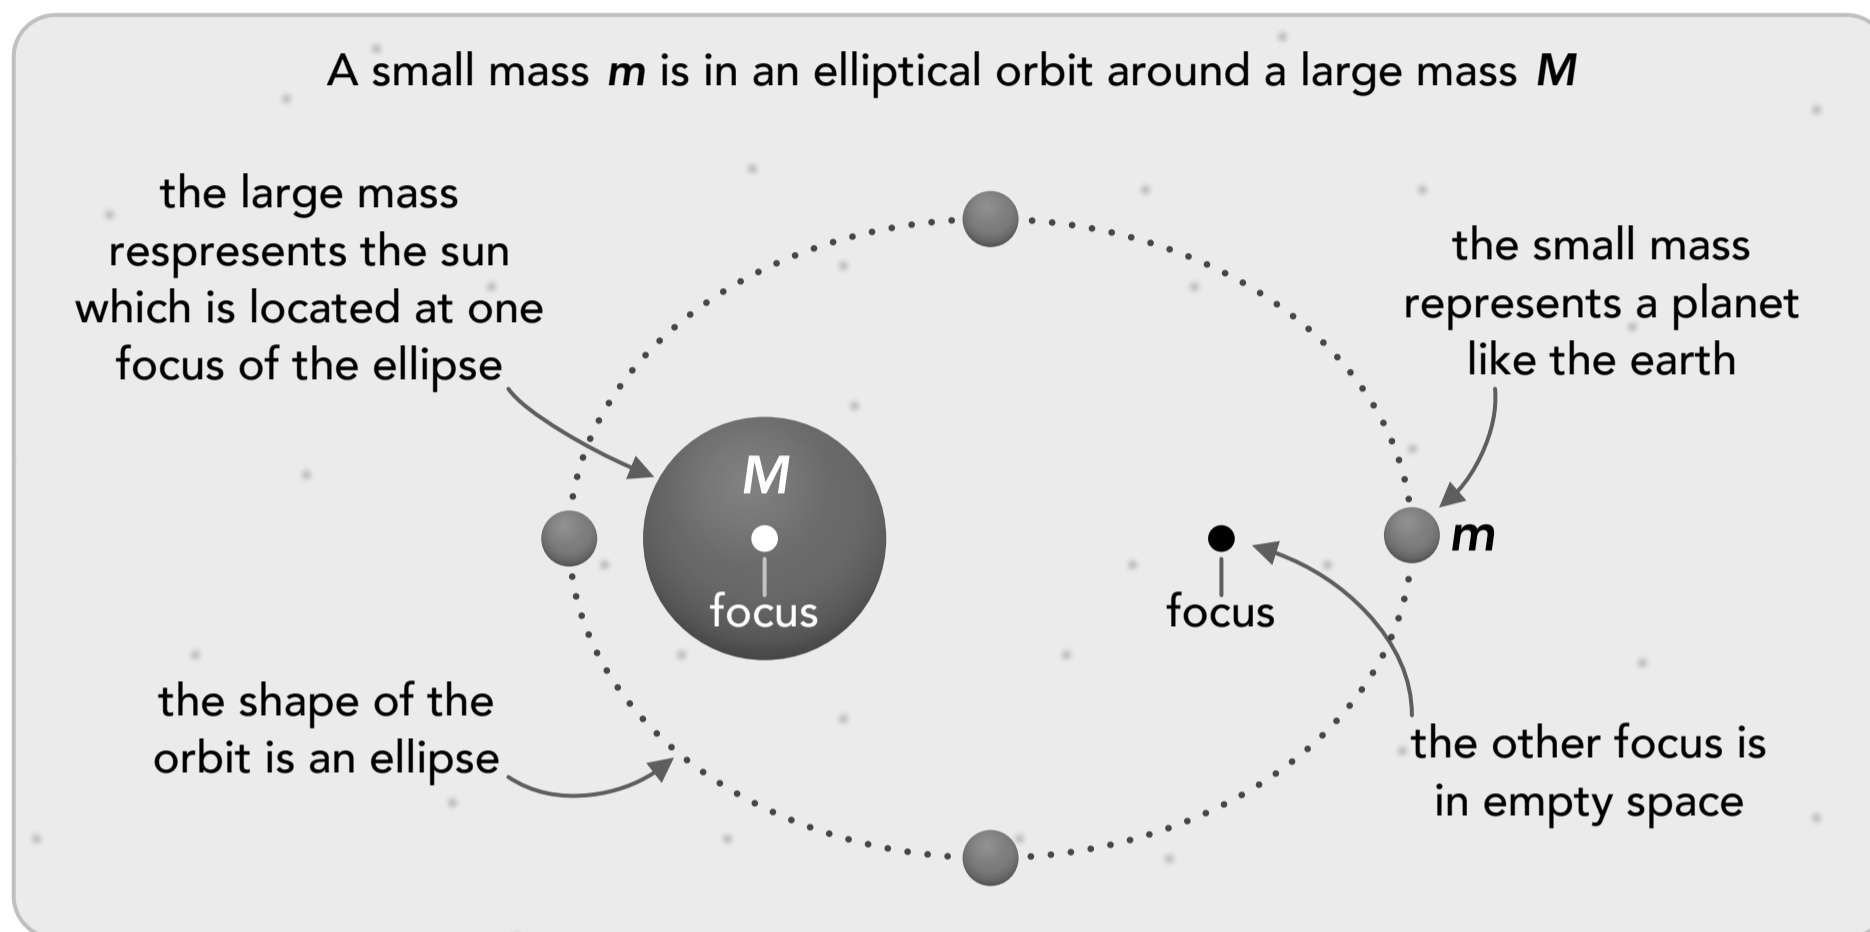 A small mass m is in an elliptical orbit around a large mass M
the large mass
respresents the sun
which is located at one
focus of the ellipse
the small mass
represents a planet
like the earth
M
focus
focus
m
the shape of the
orbit is an ellipse
the other focus is
in empty space